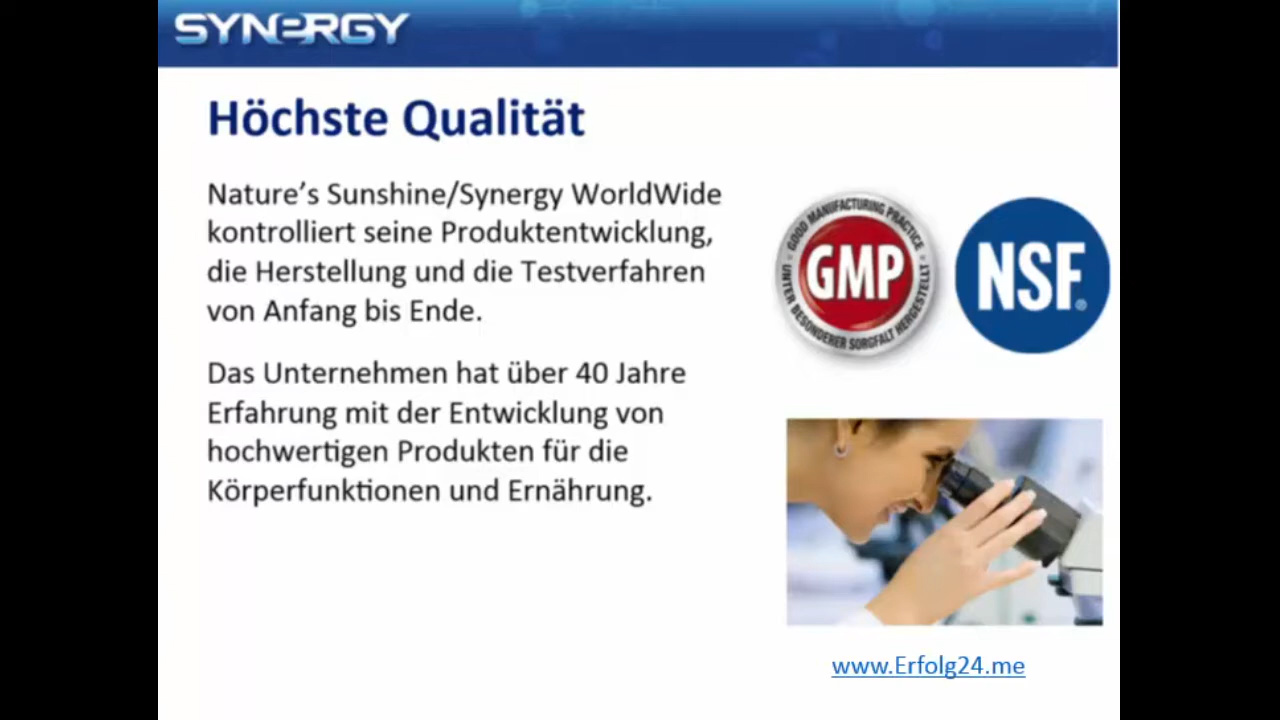 SYNERGY
Höchste Qualität
Nature's Sunshine/Synergy WorldWide
kontrolliert seine Produktentwicklung,
die Herstellung und die Testverfahren
von Anfang bis Ende.
Das Unternehmen hat über 40 Jahre
Erfahrung mit der Entwicklung von
hochwertigen Produkten für die
Körperfunktionen und Ernährung.
GOOD MANUFACTURING PRACTICE
GMP
UNTER BESONDERER SORGFALT HERGESTELLT
NSF®
www.Erfolg24.me